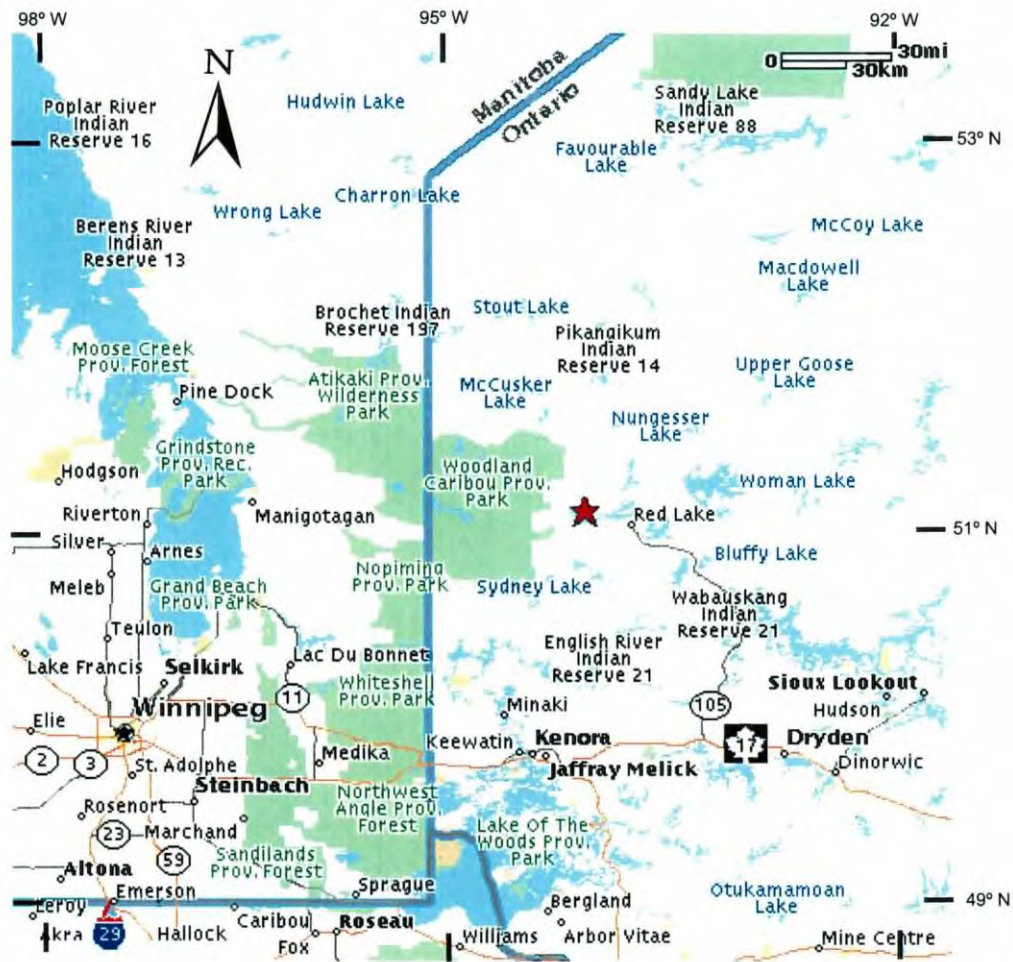 98° W
95° W
92° W
N
0
30mi
30km
Manitoba
Ontario
Hudwin Lake
Sandy Lake
Indian
Reserve 88
Poplar River
Indian
Reserve 16
53° N
Favourable
Lake
Charron Lake
Wrong Lake
Berens River
Indian
Reserve 13
McCoy Lake
Macdowell
Lake
Brochet Indian
Reserve 197
Stout Lake
Pikangikum
Indian
Reserve 14
Moose Creek
Prov. Forest
Upper Goose
Lake
Pine Dock
Atikaki Prov.
Wilderness
Park
McCusker
Lake
Nungesser
Lake
Grindstone
Prov. Rec.
Park
Hodgson
Woodland
Caribou Prov.
Park
Woman Lake
Riverton
Manigotagan
Red Lake
51° N
Silver
Arnes
Bluffy Lake
Meleb
Grand Beach
Prov. Park
Nopiming
Prov. Park
Sydney Lake
Wabauskang
Indian
Reserve 21
Teulon
English River
Indian
Reserve 21
Lake Francis
Selkirk
Lac Du Bonnet
Whiteshell
Prov. Park
11
Sioux Lookout
Hudson
105
Winnipeg
Elie
Minaki
Keewatin
Kenora
17
Dryden
2
3
Medika
Jaffray Melick
Dinorwic
St. Adolphe
Steinbach
Rosenort
Northwest
Angle Prov.
Forest
23
Marchand
Lake Of The
Woods Prov.
Park
59
Sandilands
Prov. Forest
Altona
Sprague
Emerson
Otukamamoan
Lake
49° N
Leroy
Caribou
Roseau
Bergland
Akra
29
Hallock
Fox
Williams
Arbor Vitae
Mine Centre